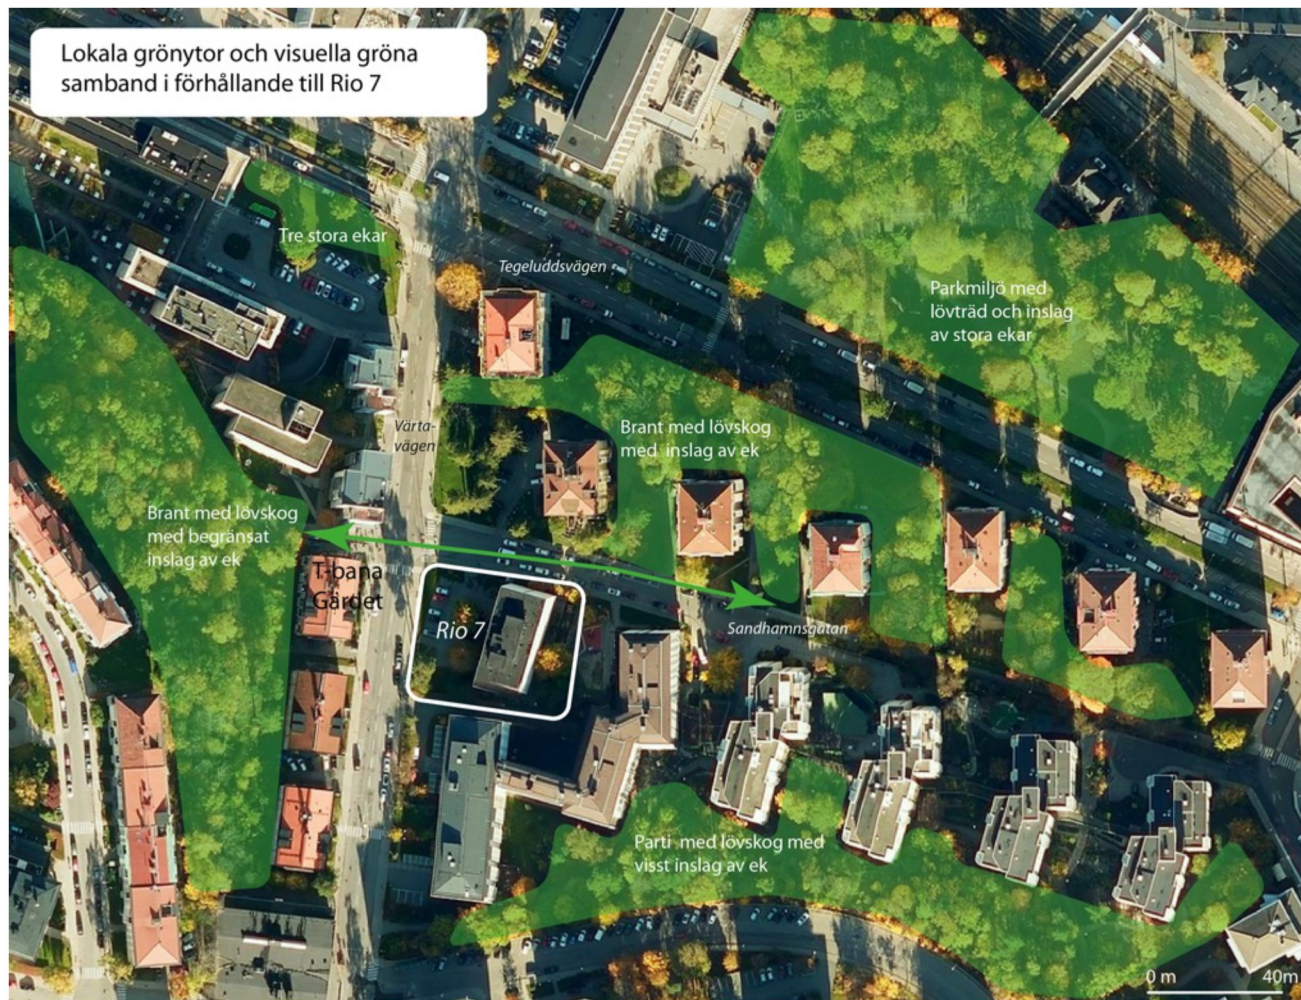 Lokala grönytor och visuella gröna
samband i förhållande till Rio 7
Tre stora ekar
Tegeluddsvägen
Parkmiljö med
lövträd och inslag
av stora ekar
Värta-
vägen
Brant med lövskog
med inslag av ek
Brant med lövskog
med begränsat
inslag av ek
T-bana
Gärdet
Rio 7
Sandhamnsgatan
Parti med lövskog med
visst inslag av ek
0 m 40m